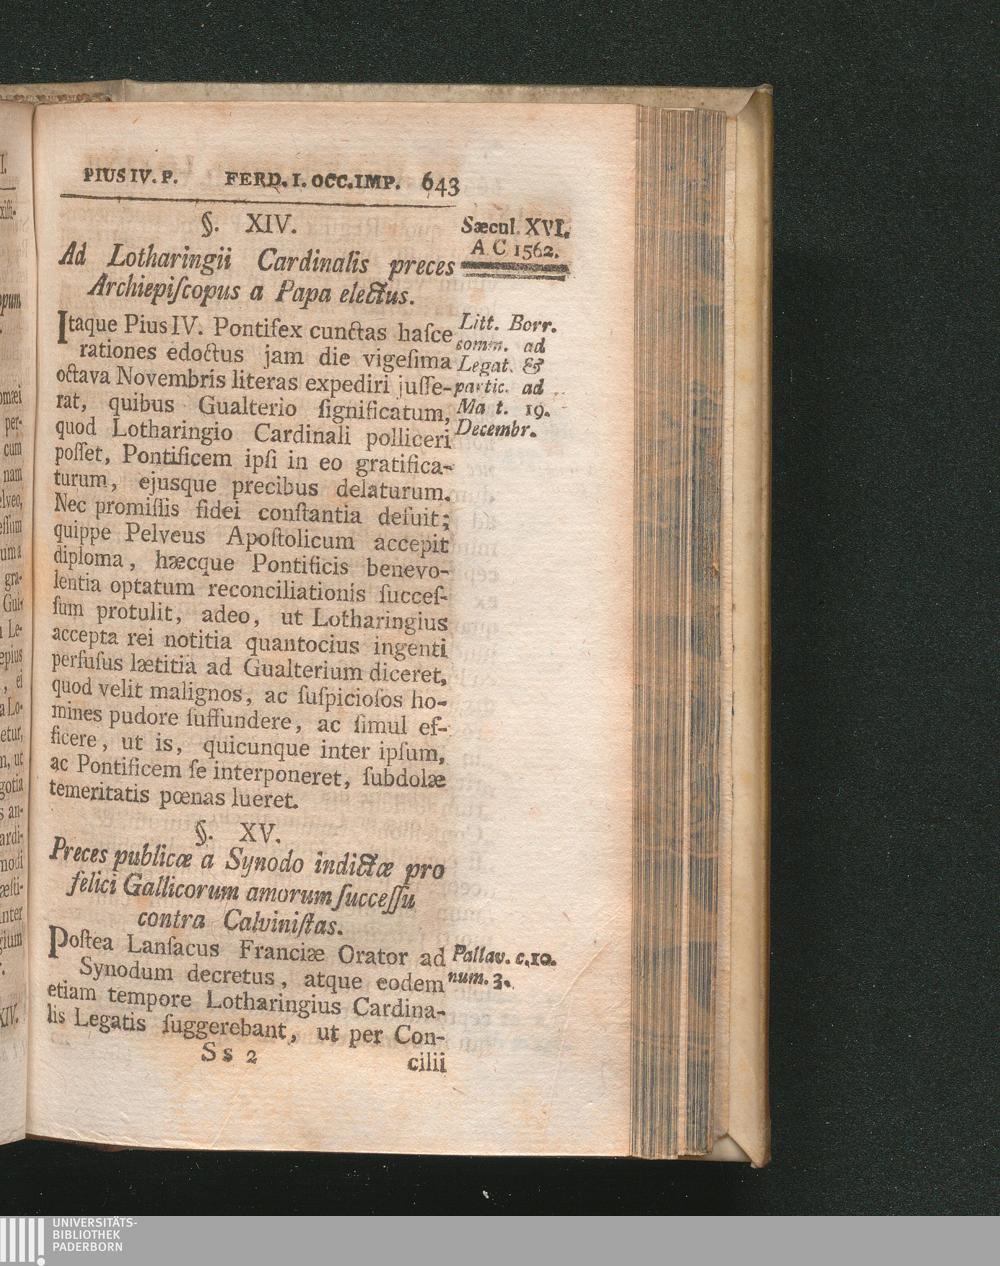 PIUS IV. P. FERD. I. OCC. IMP. 643
Sæcul. XVI.
A C 1562.
§. XIV.
Ad Lotharingii Cardinalis preces
Archiepiſcopus a Papa electus.
Itaque Pius IV. Pontifex cunctas haſce
rationes edoctus jam die vigeſima
octava Novembris literas expediri juſſe-
rat, quibus Gualterio ſignificatum,
quod Lotharingio Cardinali polliceri
poſſet, Pontificem ipſi in eo gratifica-
turum, ejusque precibus delaturum.
Nec promiſſis fidei conſtantia defuit;
quippe Pelveus Apoſtolicum accepit
diploma, hæcque Pontificis benevo-
lentia optatum reconciliationis ſucceſ-
ſum protulit, adeo, ut Lotharingius
accepta rei notitia quantocius ingenti
perfuſus lætitia ad Gualterium diceret,
quod velit malignos, ac ſuſpicioſos ho-
mines pudore ſuffundere, ac ſimul ef-
ficere, ut is, quicunque inter ipſum,
ac Pontificem ſe interponeret, ſubdolæ
temeritatis pœnas lueret.
Litt. Borr.
comm. ad
Legat. &
partic. ad
Ma t. 19.
Decembr.
§. XV.
Preces publicæ a Synodo indictæ pro
felici Gallicorum amorum ſucceſſu
contra Calviniſtas.
Poſtea Lanſacus Franciæ Orator ad
Synodum decretus, atque eodem
etiam tempore Lotharingius Cardina-
lis Legatis ſuggerebant, ut per Con-
Pallav. c. 10.
num. 3.
Ss 2
cilii
UNIVERSITÄTS-
BIBLIOTHEK
PADERBORN